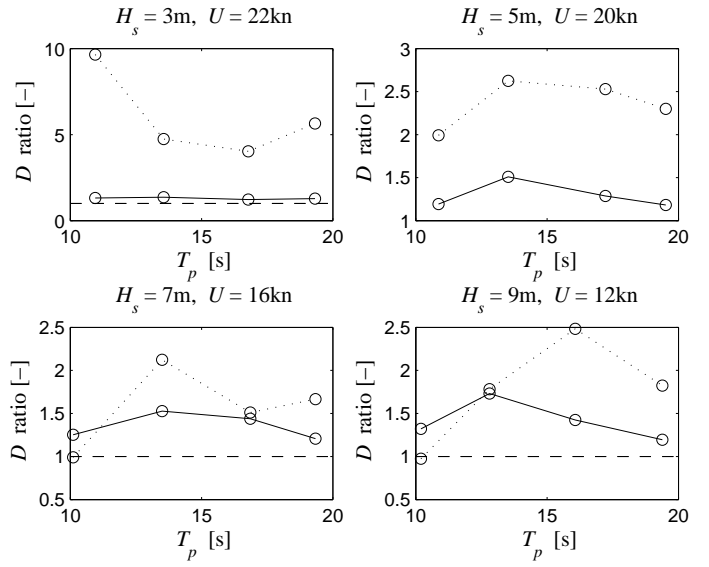 H_s = 3m, U = 22kn
10
5
0
D ratio [−]
10 15 20
T_p [s]
H_s = 5m, U = 20kn
3
2.5
2
1.5
1
D ratio [−]
10 15 20
T_p [s]
H_s = 7m, U = 16kn
2.5
2
1.5
1
0.5
D ratio [−]
10 15 20
T_p [s]
H_s = 9m, U = 12kn
2.5
2
1.5
1
0.5
D ratio [−]
10 15 20
T_p [s]